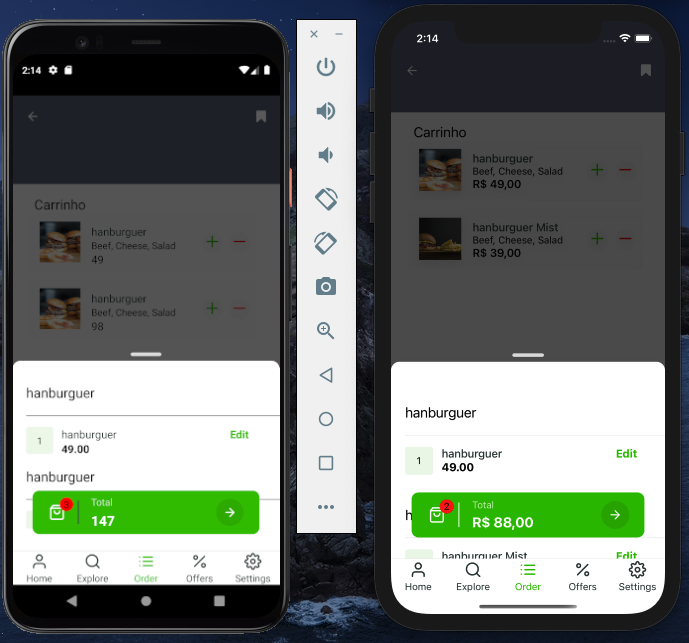 2:14
Carrinho
hanburguer
Beef, Cheese, Salad
49
hanburguer
Beef, Cheese, Salad
98
hanburguer
1
hanburguer
49.00
Edit
hanburguer
3
Total
147
Home
Explore
Order
Offers
Settings
2:14
Carrinho
hanburguer
Beef, Cheese, Salad
R$ 49,00
hanburguer Mist
Beef, Cheese, Salad
R$ 39,00
hanburguer
1
hanburguer
49.00
Edit
h
2
Total
R$ 88,00
hanburguer Mist
Edit
Home
Explore
Order
Offers
Settings